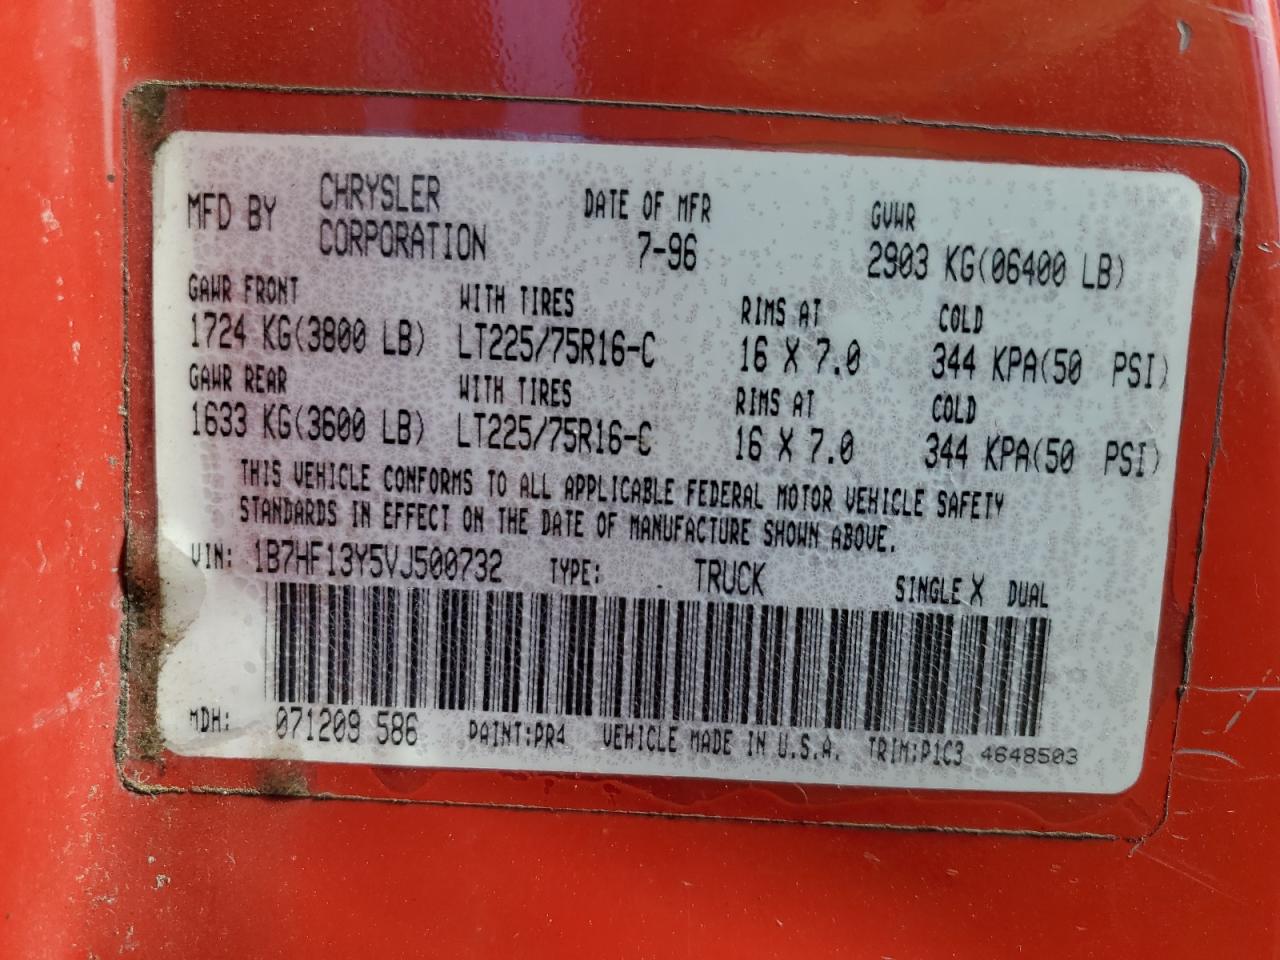 MFD BY CHRYSLER CORPORATION DATE OF MFR 7-96 GVWR 2903 KG(06400 LB)
GAWR FRONT WITH TIRES RIMS AT COLD
1724 KG(3800 LB) LT225/75R16-C 16 X 7.0 344 KPA(50 PSI)
GAWR REAR WITH TIRES RIMS AT COLD
1633 KG(3600 LB) LT225/75R16-C 16 X 7.0 344 KPA(50 PSI)
THIS VEHICLE CONFORMS TO ALL APPLICABLE FEDERAL MOTOR VEHICLE SAFETY
STANDARDS IN EFFECT ON THE DATE OF MANUFACTURE SHOWN ABOVE.
VIN: 1B7HF13Y5VJ500732 TYPE: TRUCK SINGLE X DUAL
MDH: 071209 586 PAINT:PR4 VEHICLE MADE IN U.S.A. TRIM:P1C3 4648503